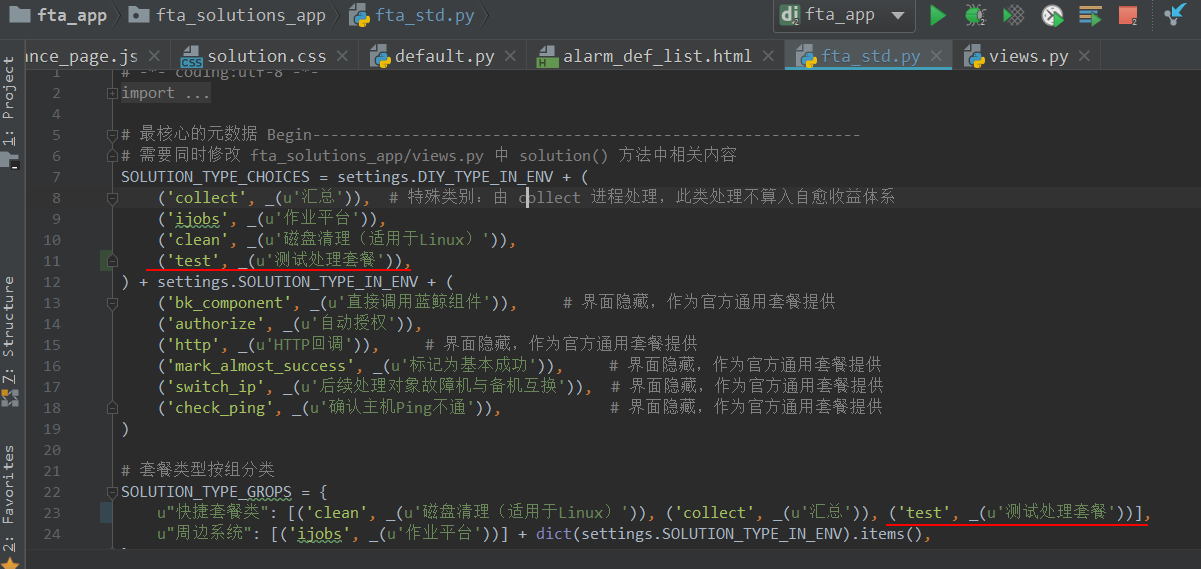 fta_app fta_solutions_app fta_std.py
fta_app
nce_page.js solution.css default.py alarm_def_list.html fta_std.py views.py
1: Project
Z: Structure
2: Favorites
1 # -*- coding:utf-8 -*-
2 import ...
4
5 # 最核心的元数据 Begin-------------------------------------------------------------
6 # 需要同时修改 fta_solutions_app/views.py 中 solution() 方法中相关内容
7 SOLUTION_TYPE_CHOICES = settings.DIY_TYPE_IN_ENV + (
8 ('collect', _(u'汇总')), # 特殊类别：由 collect 进程处理，此类处理不算入自愈收益体系
9 ('ijobs', _(u'作业平台')),
10 ('clean', _(u'磁盘清理（适用于Linux）')),
11 ('test', _(u'测试处理套餐')),
12 ) + settings.SOLUTION_TYPE_IN_ENV + (
13 ('bk_component', _(u'直接调用蓝鲸组件')), # 界面隐藏，作为官方通用套餐提供
14 ('authorize', _(u'自动授权')),
15 ('http', _(u'HTTP回调')), # 界面隐藏，作为官方通用套餐提供
16 ('mark_almost_success', _(u'标记为基本成功')), # 界面隐藏，作为官方通用套餐提供
17 ('switch_ip', _(u'后续处理对象故障机与备机互换')), # 界面隐藏，作为官方通用套餐提供
18 ('check_ping', _(u'确认主机Ping不通')), # 界面隐藏，作为官方通用套餐提供
19 )
20
21 # 套餐类型按组分类
22 SOLUTION_TYPE_GROPS = {
23 u"快捷套餐类": [('clean', _(u'磁盘清理（适用于Linux）')), ('collect', _(u'汇总')), ('test', _(u'测试处理套餐'))],
24 u"周边系统": [('ijobs', _(u'作业平台'))] + dict(settings.SOLUTION_TYPE_IN_ENV).items(),